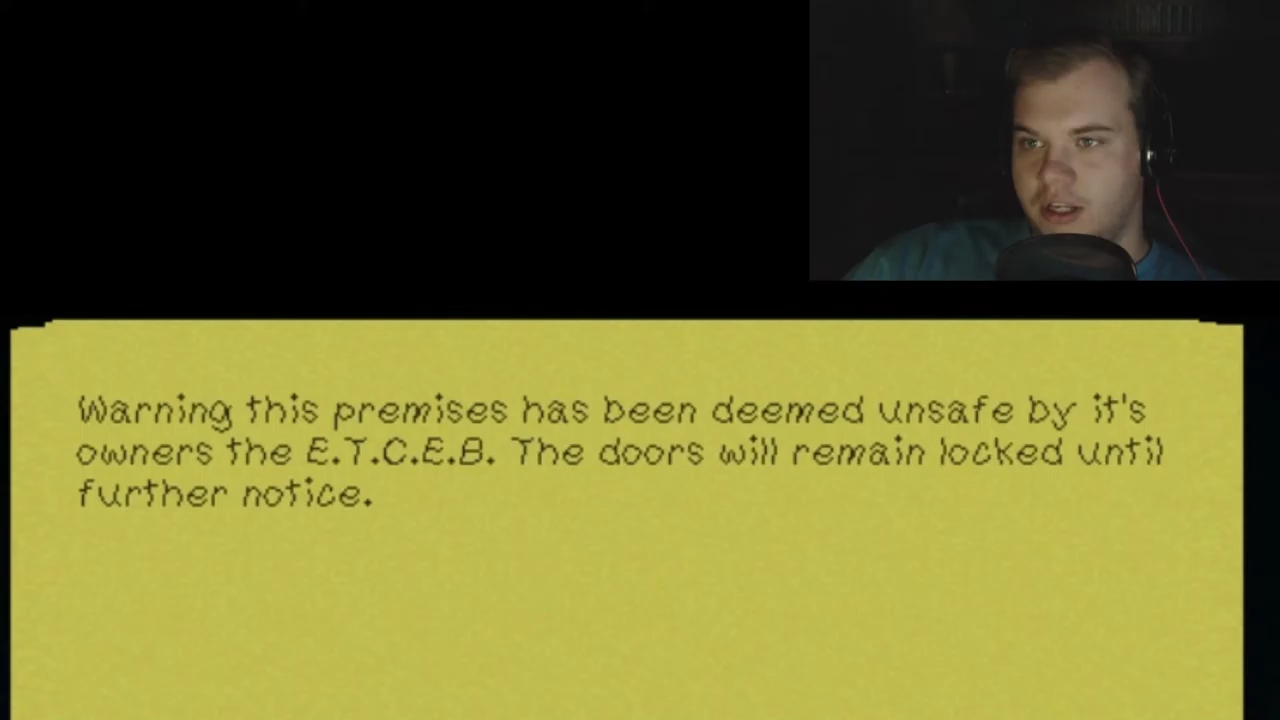 Warning this premises has been deemed unsafe by it's
owners the E.T.C.E.B. The doors will remain locked until
further notice.